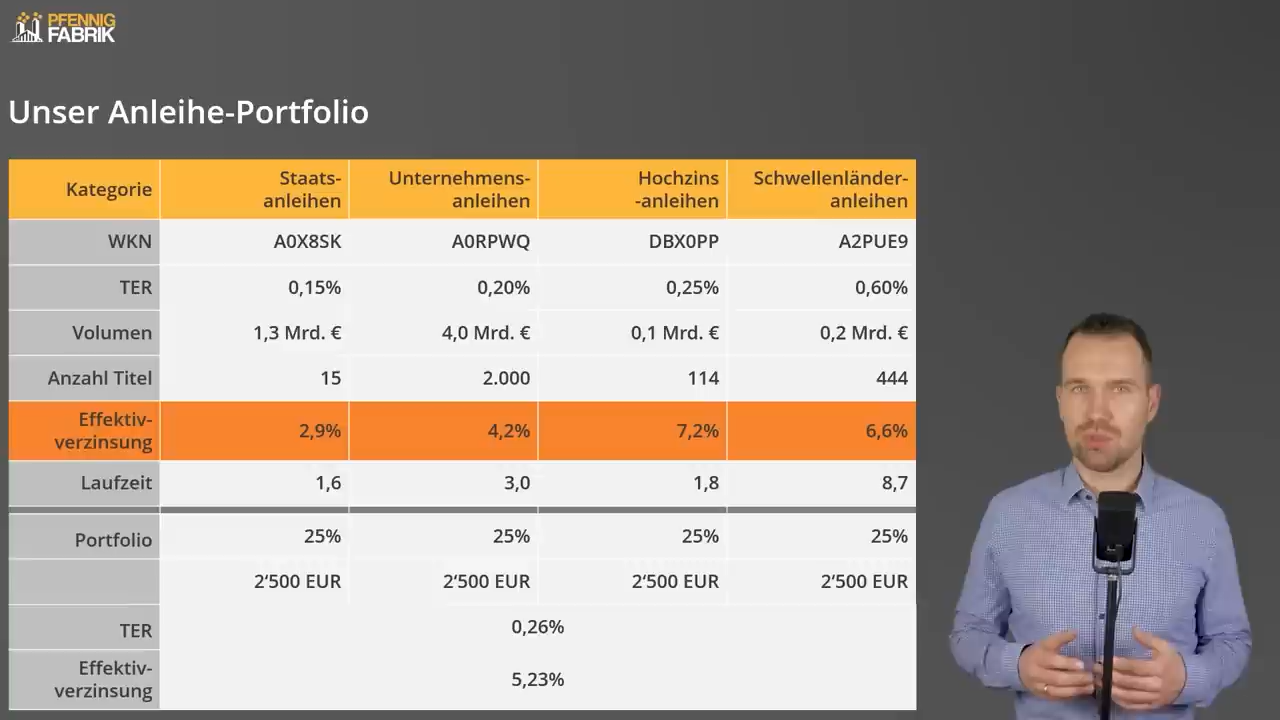 PFENNIG
FABRIK
Unser Anleihe-Portfolio
Kategorie Staats-anleihen Unternehmens-anleihen Hochzins -anleihen Schwellenländer-anleihen
WKN A0X8SK A0RPWQ DBX0PP A2PUE9
TER 0,15% 0,20% 0,25% 0,60%
Volumen 1,3 Mrd. € 4,0 Mrd. € 0,1 Mrd. € 0,2 Mrd. €
Anzahl Titel 15 2.000 114 444
Effektiv-verzinsung 2,9% 4,2% 7,2% 6,6%
Laufzeit 1,6 3,0 1,8 8,7
Portfolio 25% 25% 25% 25%
2‘500 EUR 2‘500 EUR 2‘500 EUR 2‘500 EUR
TER 0,26%
Effektiv-verzinsung 5,23%